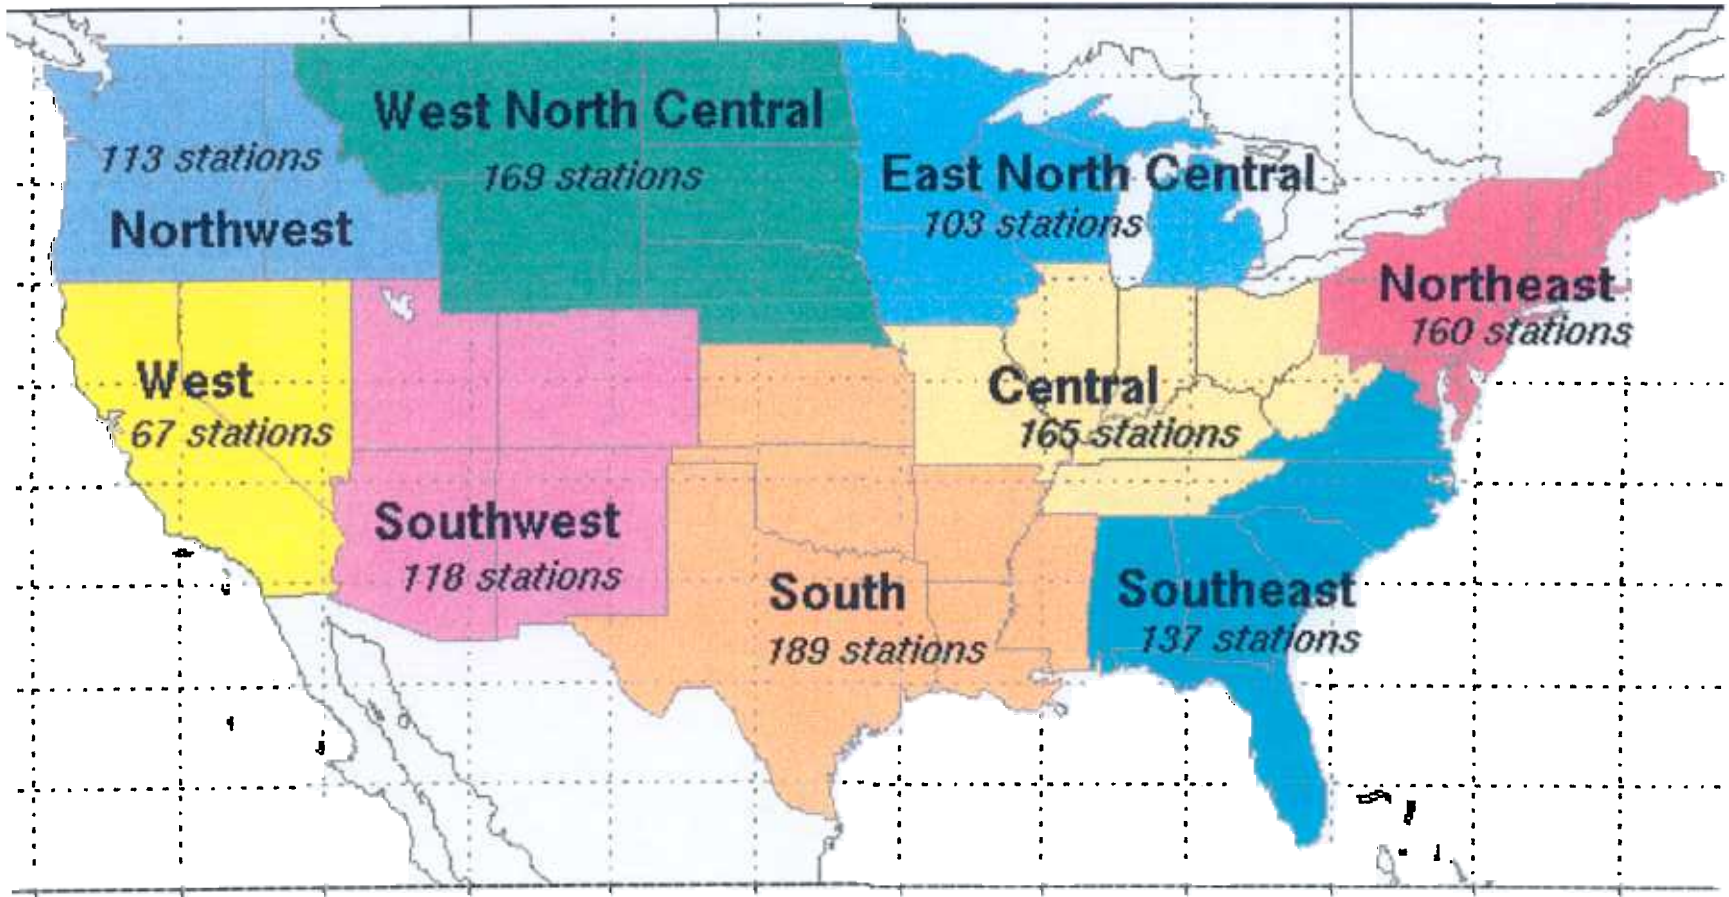 West North Central
169 stations
113 stations
Northwest
East North Central
103 stations
Northeast
160 stations
West
67 stations
Central
165 stations
Southwest
118 stations
South
189 stations
Southeast
137 stations